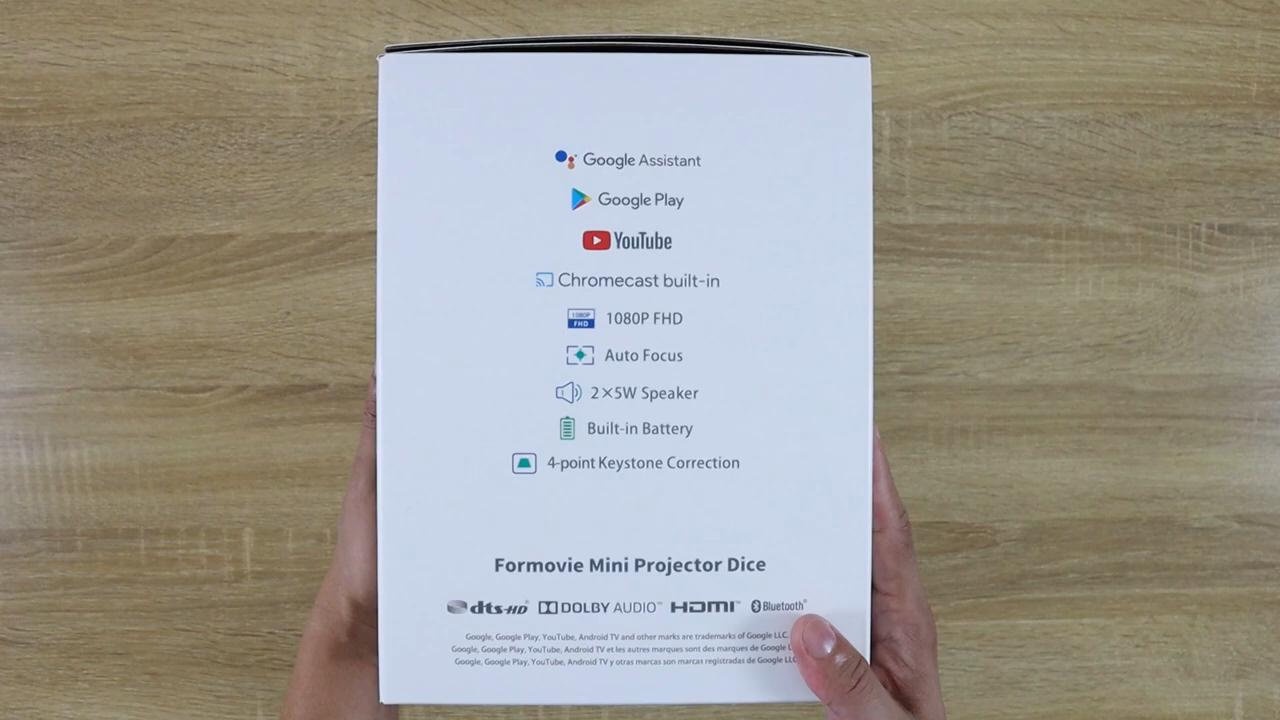 Google Assistant
Google Play
YouTube
Chromecast built-in
1080P FHD 1080P FHD
Auto Focus
2×5W Speaker
Built-in Battery
4-point Keystone Correction
Formovie Mini Projector Dice
dts-HD® DOLBY AUDIO™ HDMI™ Bluetooth®
Google, Google Play, YouTube, Android TV and other marks are trademarks of Google LLC.
Google, Google Play, YouTube, Android TV et les autres marques sont des marques de Google
Google, Google Play, YouTube, Android TV y otras marcas son marcas registradas de Google LLC